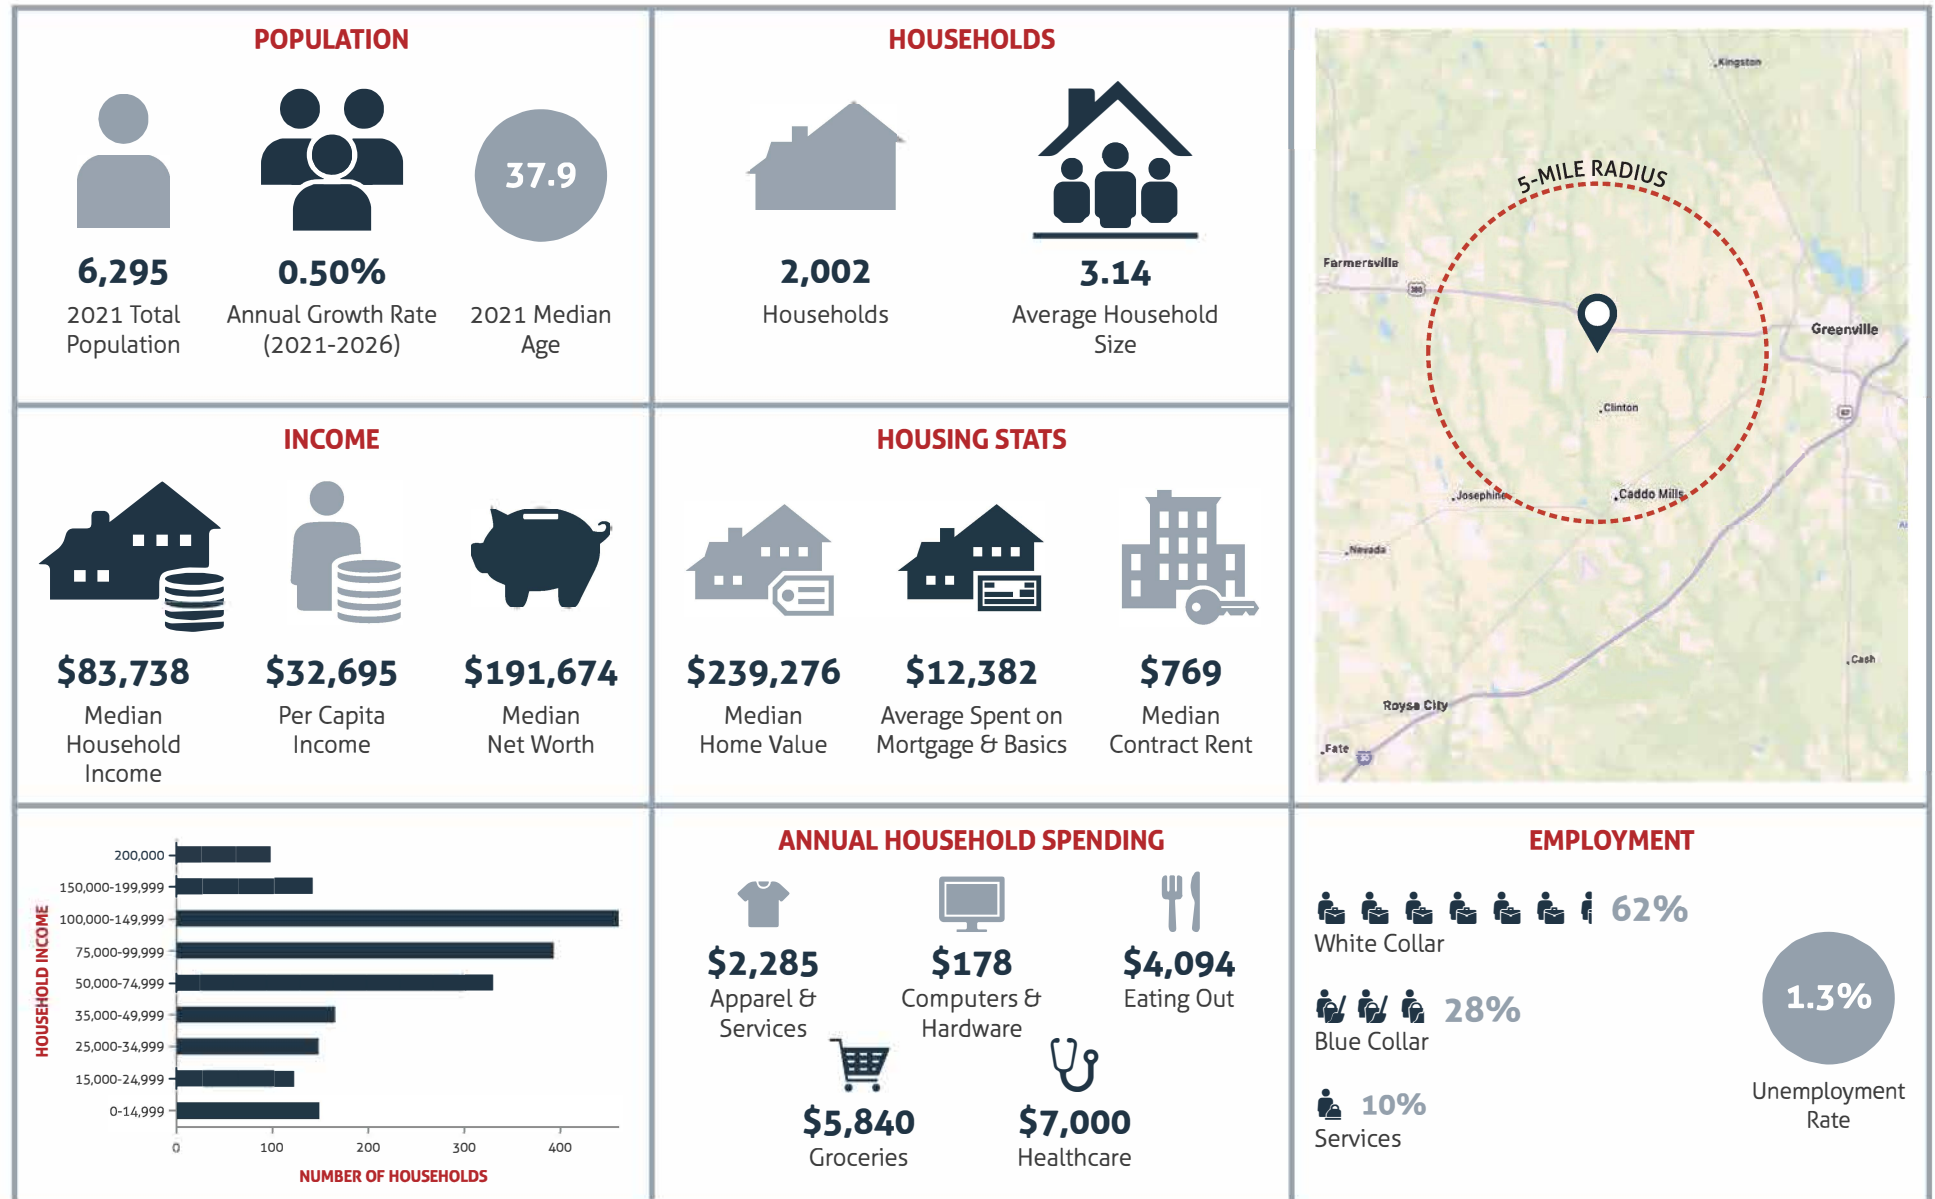 POPULATION
37.9
6,295
2021 Total
Population
0.50%
Annual Growth Rate
(2021-2026)
2021 Median
Age
HOUSEHOLDS
2,002
Households
3.14
Average Household
Size
Kingston
5-MILE RADIUS
Farmersville
380
Greenville
Clinton
67
Josephine
Caddo Mills
Nevada
Cash
Royse City
Fate
30
INCOME
$83,738
Median
Household
Income
$32,695
Per Capita
Income
$191,674
Median
Net Worth
HOUSING STATS
$239,276
Median
Home Value
$12,382
Average Spent on
Mortgage & Basics
$769
Median
Contract Rent
HOUSEHOLD INCOME
200,000
150,000-199,999
100,000-149,999
75,000-99,999
50,000-74,999
35,000-49,999
25,000-34,999
15,000-24,999
0-14,999
0 100 200 300 400
NUMBER OF HOUSEHOLDS
ANNUAL HOUSEHOLD SPENDING
$2,285
Apparel &
Services
$178
Computers &
Hardware
$4,094
Eating Out
$5,840
Groceries
$7,000
Healthcare
EMPLOYMENT
62%
White Collar
28%
Blue Collar
10%
Services
1.3%
Unemployment
Rate